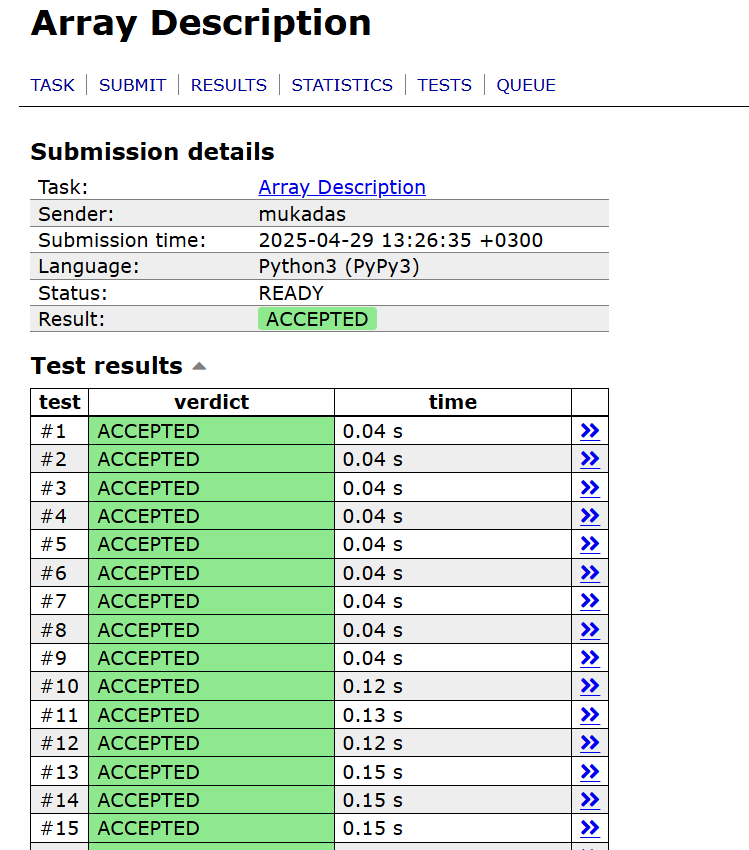 Array Description
TASK SUBMIT RESULTS STATISTICS TESTS QUEUE
Submission details
Task: Array Description
Sender: mukadas
Submission time: 2025-04-29 13:26:35 +0300
Language: Python3 (PyPy3)
Status: READY
Result: ACCEPTED
Test results
test verdict time
#1 ACCEPTED 0.04 s »
#2 ACCEPTED 0.04 s »
#3 ACCEPTED 0.04 s »
#4 ACCEPTED 0.04 s »
#5 ACCEPTED 0.04 s »
#6 ACCEPTED 0.04 s »
#7 ACCEPTED 0.04 s »
#8 ACCEPTED 0.04 s »
#9 ACCEPTED 0.04 s »
#10 ACCEPTED 0.12 s »
#11 ACCEPTED 0.13 s »
#12 ACCEPTED 0.12 s »
#13 ACCEPTED 0.15 s »
#14 ACCEPTED 0.15 s »
#15 ACCEPTED 0.15 s »